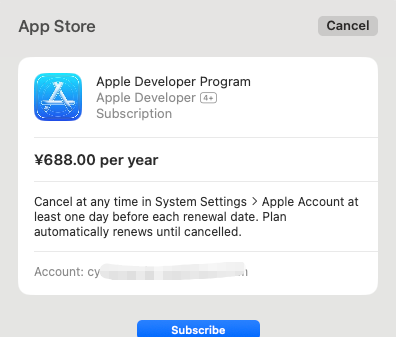 App Store
Cancel
Apple Developer Program
Apple Developer 4+
Subscription
¥688.00 per year
Cancel at any time in System Settings > Apple Account at
least one day before each renewal date. Plan
automatically renews until cancelled.
Account: cy
Subscribe